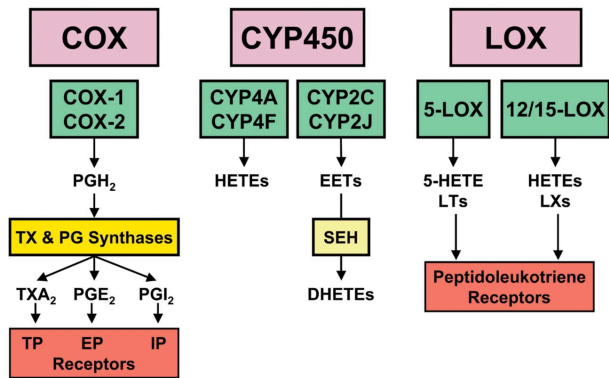 COX
CYP450
LOX
COX-1
COX-2
CYP4A
CYP4F
CYP2C
CYP2J
5-LOX
12/15-LOX
PGH₂
HETEs
EETs
5-HETE
LTs
HETEs
LXs
TX & PG Synthases
SEH
TXA₂ PGE₂ PGI₂
DHETEs
Peptidoleukotriene
Receptors
TP EP IP
Receptors